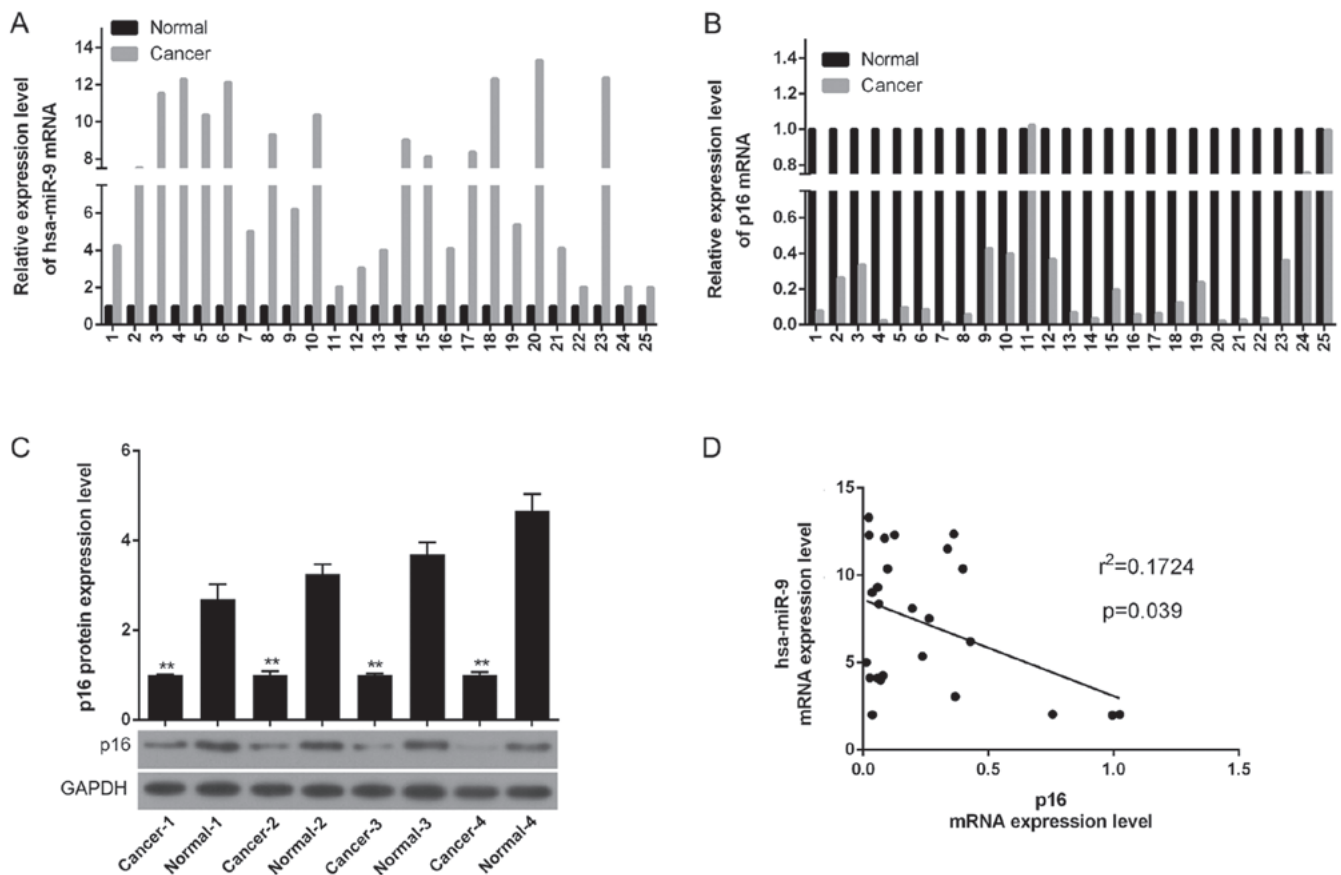 A
Normal
Cancer
Relative expression level
of hsa-miR-9 mRNA
14
12
10
8
6
4
2
0
1 2 3 4 5 6 7 8 9 10 11 12 13 14 15 16 17 18 19 20 21 22 23 24 25
B
Normal
Cancer
Relative expression level
of p16 mRNA
1.4
1.2
1.0
0.8
0.6
0.4
0.2
0.0
1 2 3 4 5 6 7 8 9 10 11 12 13 14 15 16 17 18 19 20 21 22 23 24 25
C
p16 protein expression level
6
4
2
0
** ** ** **
p16
GAPDH
Cancer-1 Normal-1 Cancer-2 Normal-2 Cancer-3 Normal-3 Cancer-4 Normal-4
D
hsa-miR-9
mRNA expression level
15
10
5
0
r²=0.1724
p=0.039
0.0 0.5 1.0 1.5
p16
mRNA expression level